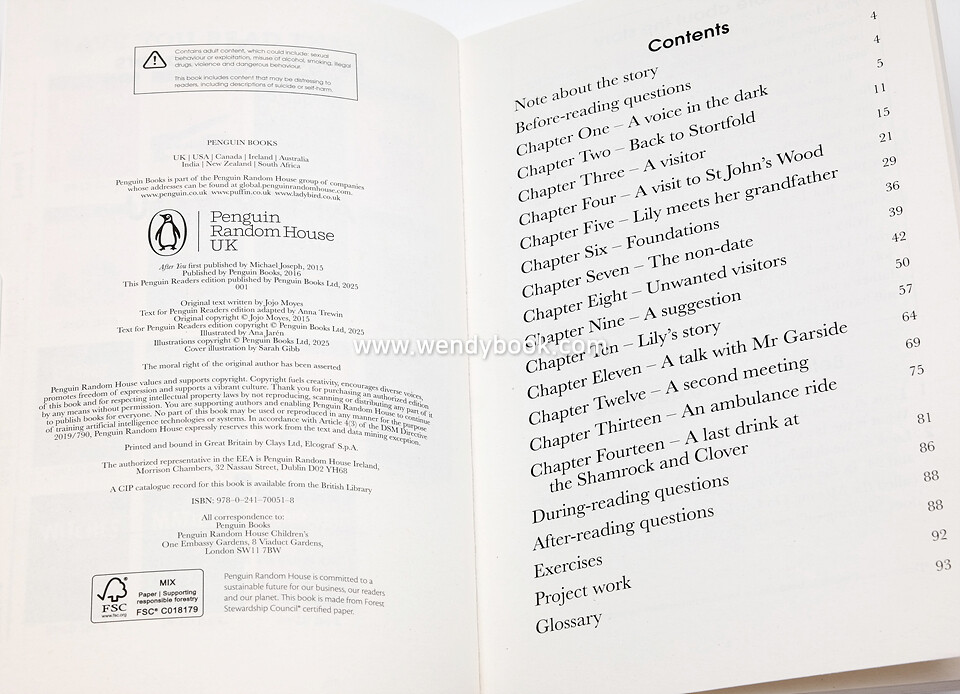 Contains adult content, which could include: sexual
behaviour or exploitation, misuse of alcohol, smoking, illegal
drugs, violence and dangerous behaviour.
This book includes content that may be distressing to
readers, including descriptions of suicide or self-harm.
PENGUIN BOOKS
UK | USA | Canada | Ireland | Australia
India | New Zealand | South Africa
Penguin Books is part of the Penguin Random House group of companies
whose addresses can be found at global.penguinrandomhouse.com.
www.penguin.co.uk www.puffin.co.uk www.ladybird.co.uk
Penguin
Random House
UK
After You first published by Michael Joseph, 2015
Published by Penguin Books, 2016
This Penguin Readers edition published by Penguin Books Ltd, 2025
001
Original text written by Jojo Moyes
Text for Penguin Readers edition adapted by Anna Trewin
Original copyright © Jojo Moyes, 2015
Text for Penguin Readers edition copyright © Penguin Books Ltd, 2025
Illustrated by Ana Jarén
Illustrations copyright © Penguin Books Ltd, 2025
Cover illustration by Sarah Gibb
The moral right of the original author has been asserted
Penguin Random House values and supports copyright. Copyright fuels creativity, encourages diverse voices,
promotes freedom of expression and supports a vibrant culture. Thank you for purchasing an authorized edition
of this book and for respecting intellectual property laws by not reproducing, scanning or distributing any part of it
by any means without permission. You are supporting authors and enabling Penguin Random House to continue
to publish books for everyone. No part of this book may be used or reproduced in any manner for the purpose
of training artificial intelligence technologies or systems. In accordance with Article 4(3) of the DSM Directive
2019/790, Penguin Random House expressly reserves this work from the text and data mining exception.
Printed and bound in Great Britain by Clays Ltd, Elcograf S.p.A.
The authorized representative in the EEA is Penguin Random House Ireland,
Morrison Chambers, 32 Nassau Street, Dublin D02 YH68
A CIP catalogue record for this book is available from the British Library
ISBN: 978–0–241–70051–8
All correspondence to:
Penguin Books
Penguin Random House Children's
One Embassy Gardens, 8 Viaduct Gardens,
London SW11 7BW
FSC
www.fsc.org
MIX
Paper | Supporting
responsible forestry
FSC® C018179
Penguin Random House is committed to a
sustainable future for our business, our readers
and our planet. This book is made from Forest
Stewardship Council® certified paper.
Contents
Note about the story 4
Before-reading questions 4
Chapter One – A voice in the dark 5
Chapter Two – Back to Stortfold 11
Chapter Three – A visitor 15
Chapter Four – A visit to St John's Wood 21
Chapter Five – Lily meets her grandfather 29
Chapter Six – Foundations 36
Chapter Seven – The non-date 39
Chapter Eight – Unwanted visitors 42
Chapter Nine – A suggestion 50
Chapter Ten – Lily's story 57
Chapter Eleven – A talk with Mr Garside 64
Chapter Twelve – A second meeting 69
Chapter Thirteen – An ambulance ride 75
Chapter Fourteen – A last drink at
the Shamrock and Clover 81
During-reading questions 86
After-reading questions 88
Exercises 88
Project work 92
Glossary 93
www.wendybook.com